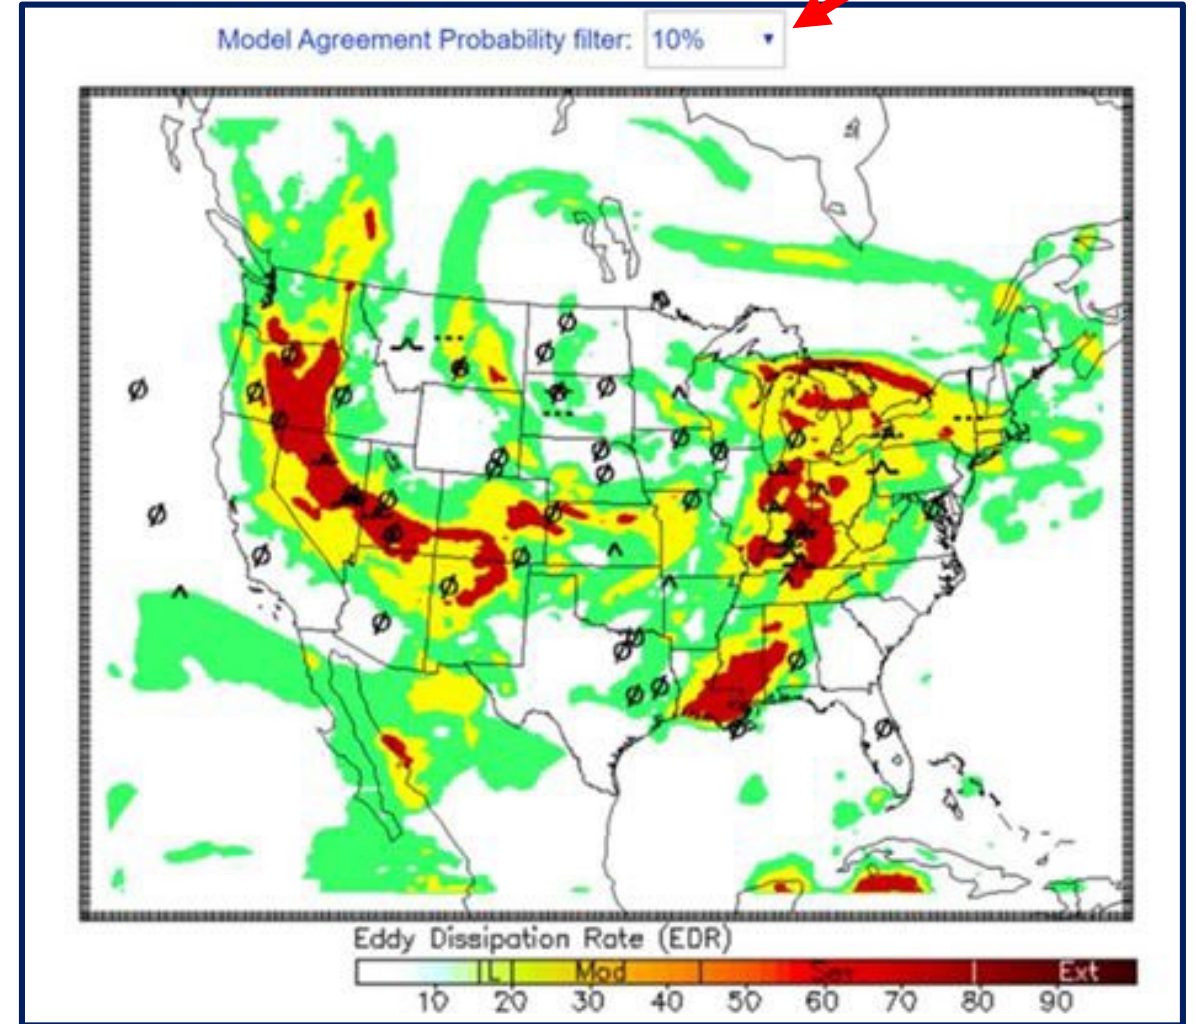 Model Agreement Probability filter: 10%
Eddy Dissipation Rate (EDR)
L Mod Sev Ext
10 20 30 40 50 60 70 80 90